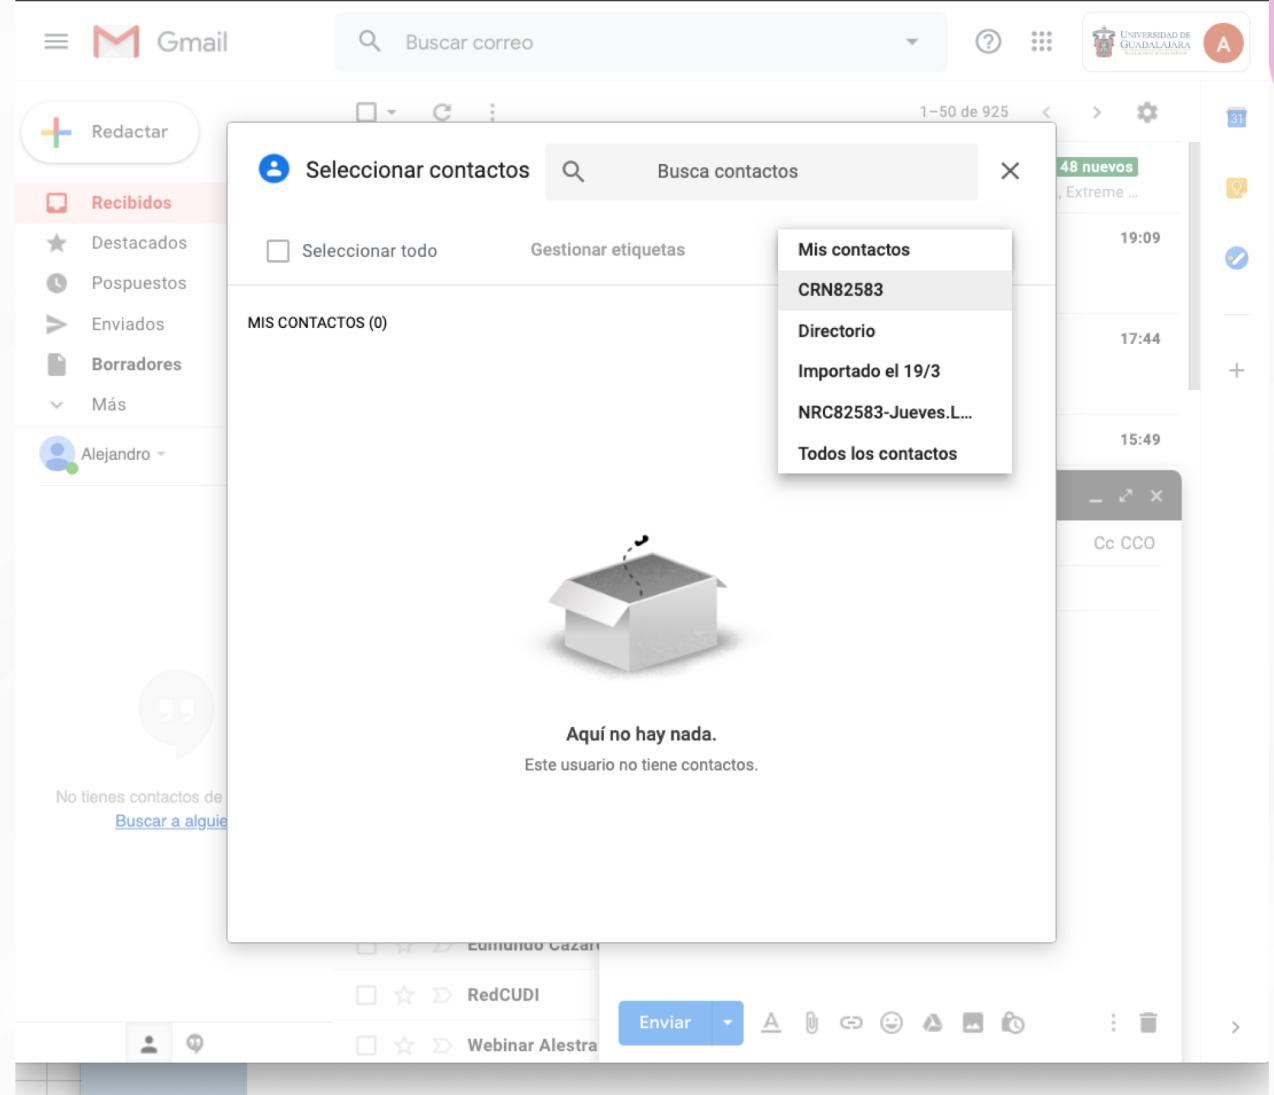 Gmail
Buscar correo
UNIVERSIDAD DE
GUADALAJARA
A
Redactar
1–50 de 925
31
Seleccionar contactos
Busca contactos
48 nuevos
, Extreme ...
Recibidos
Destacados
Seleccionar todo
Gestionar etiquetas
Mis contactos
19:09
Pospuestos
CRN82583
Enviados
MIS CONTACTOS (0)
Directorio
17:44
Borradores
Importado el 19/3
Más
NRC82583-Jueves.L...
Alejandro
Todos los contactos
15:49
Cc CCO
Aquí no hay nada.
Este usuario no tiene contactos.
No tienes contactos de
Buscar a alguie
Edmundo Cazar
RedCUDI
Enviar
Webinar Alestra